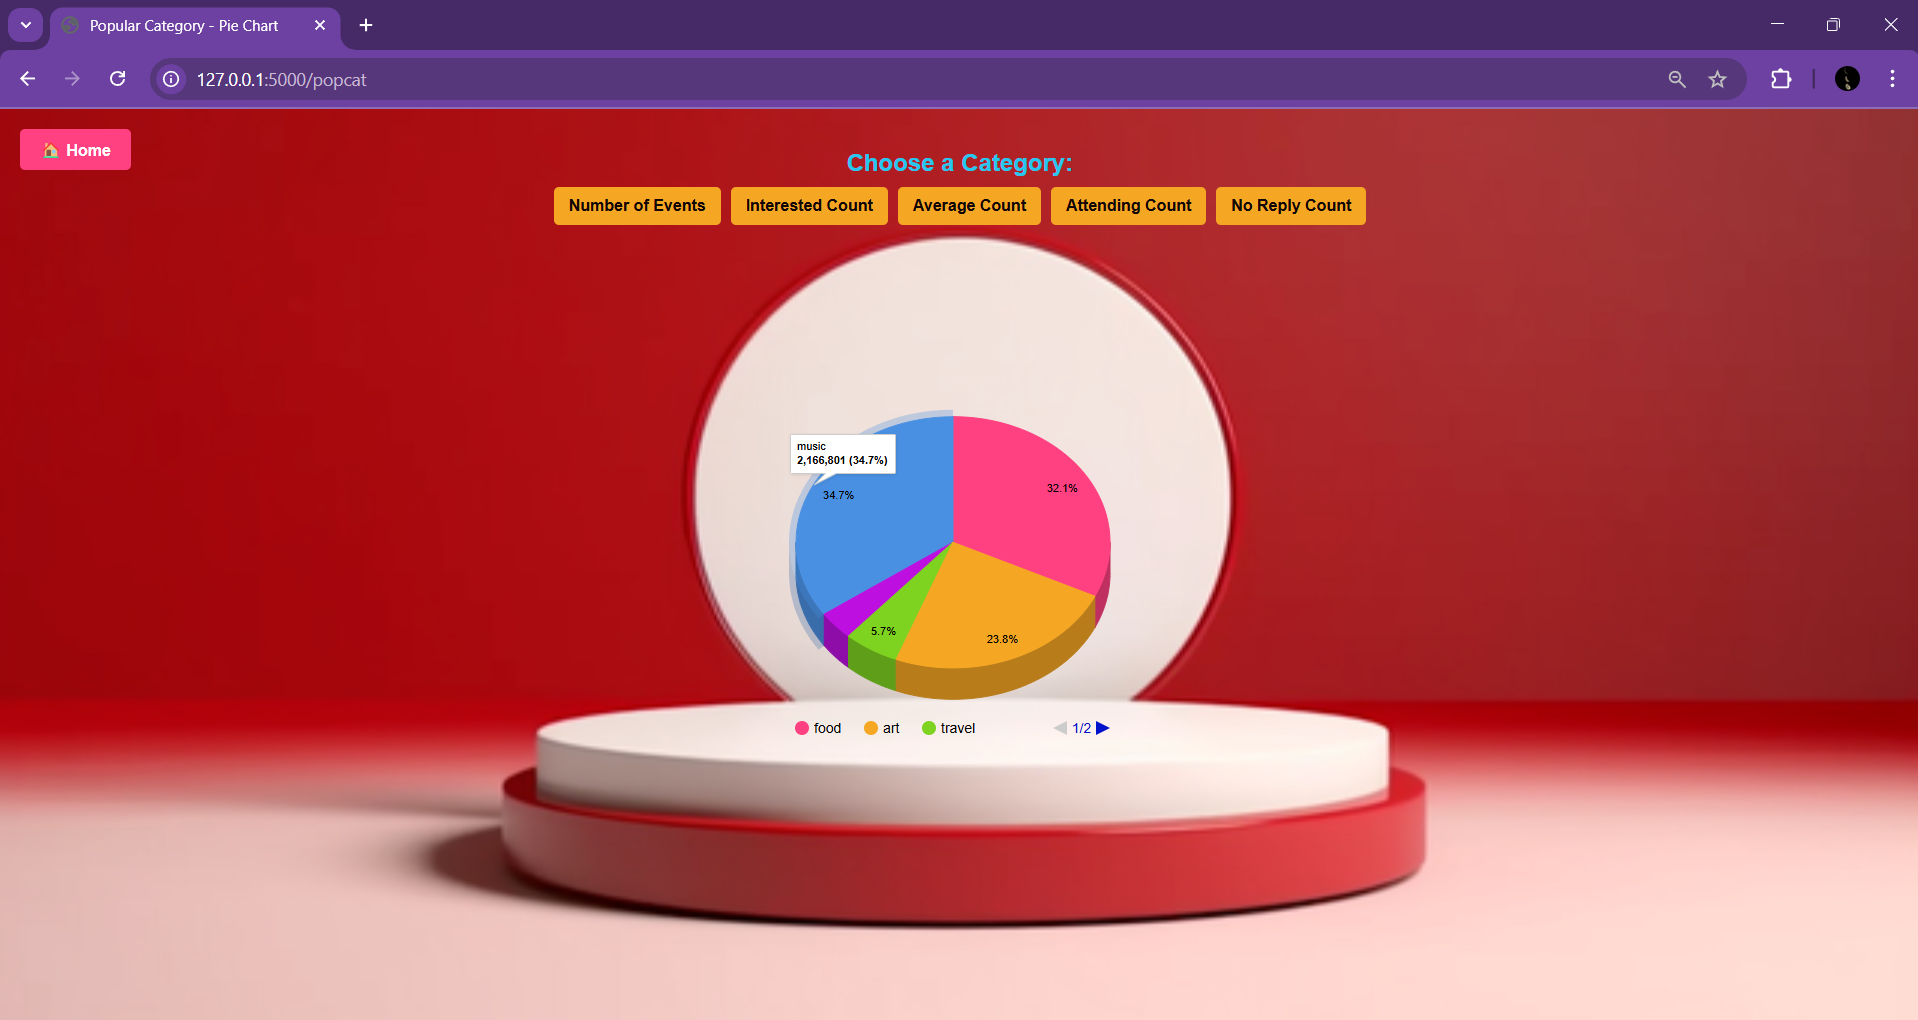 Popular Category - Pie Chart
127.0.0.1:5000/popcat
Home
Choose a Category:
Number of Events Interested Count Average Count Attending Count No Reply Count
music
2,166,801 (34.7%)
34.7%
32.1%
5.7%
23.8%
food art travel 1/2